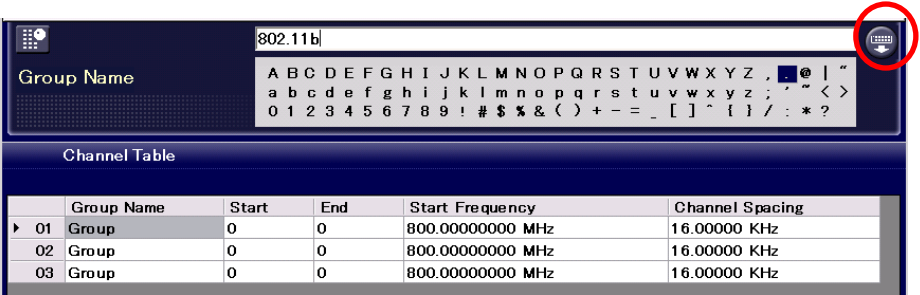 802.11b
Group Name
A B C D E F G H I J K L M N O P Q R S T U V W X Y Z , . @ | "
a b c d e f g h i j k l m n o p q r s t u v w x y z ; ' ~ < >
0 1 2 3 4 5 6 7 8 9 ! # $ % & ( ) + - = _ [ ] ^ { } / : * ?
Channel Table
Group Name Start End Start Frequency Channel Spacing
01 Group 0 0 800.00000000 MHz 16.00000 KHz
02 Group 0 0 800.00000000 MHz 16.00000 KHz
03 Group 0 0 800.00000000 MHz 16.00000 KHz